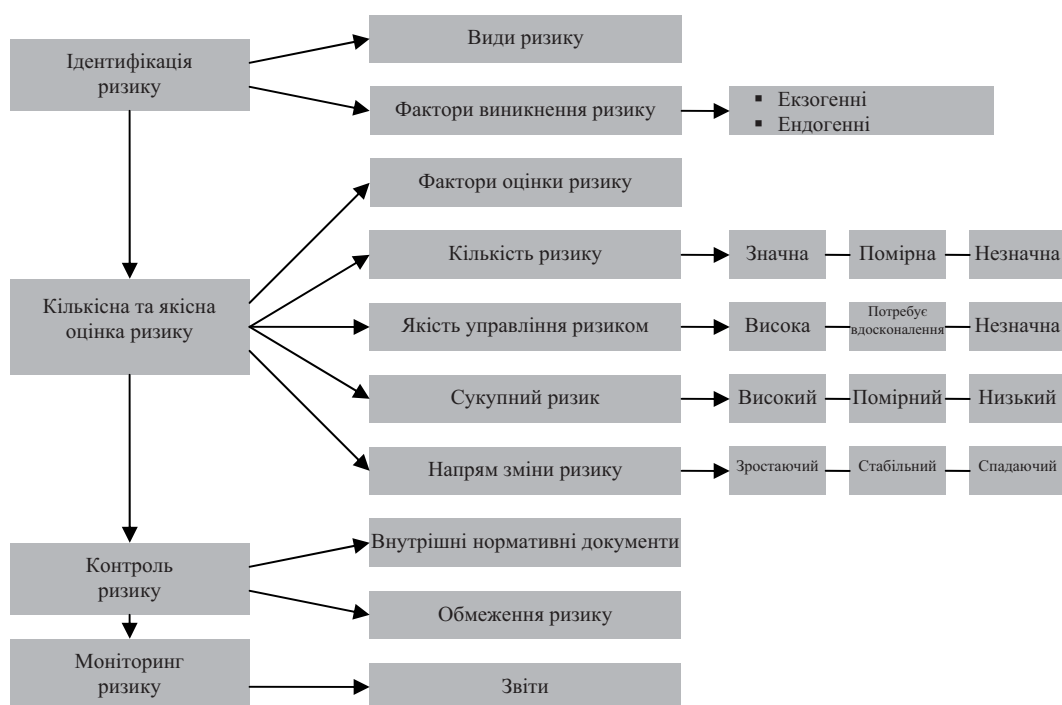 Ідентифікація
ризику
Види ризику
Фактори виникнення ризику
▪ Екзогенні
▪ Ендогенні
Кількісна та якісна
оцінка ризику
Фактори оцінки ризику
Кількість ризику
Значна
Помірна
Незначна
Якість управління ризиком
Висока
Потребує
вдосконалення
Незначна
Сукупний ризик
Високий
Помірний
Низький
Напрям зміни ризику
Зростаючий
Стабільний
Спадаючий
Контроль
ризику
Внутрішні нормативні документи
Обмеження ризику
Моніторинг
ризику
Звіти